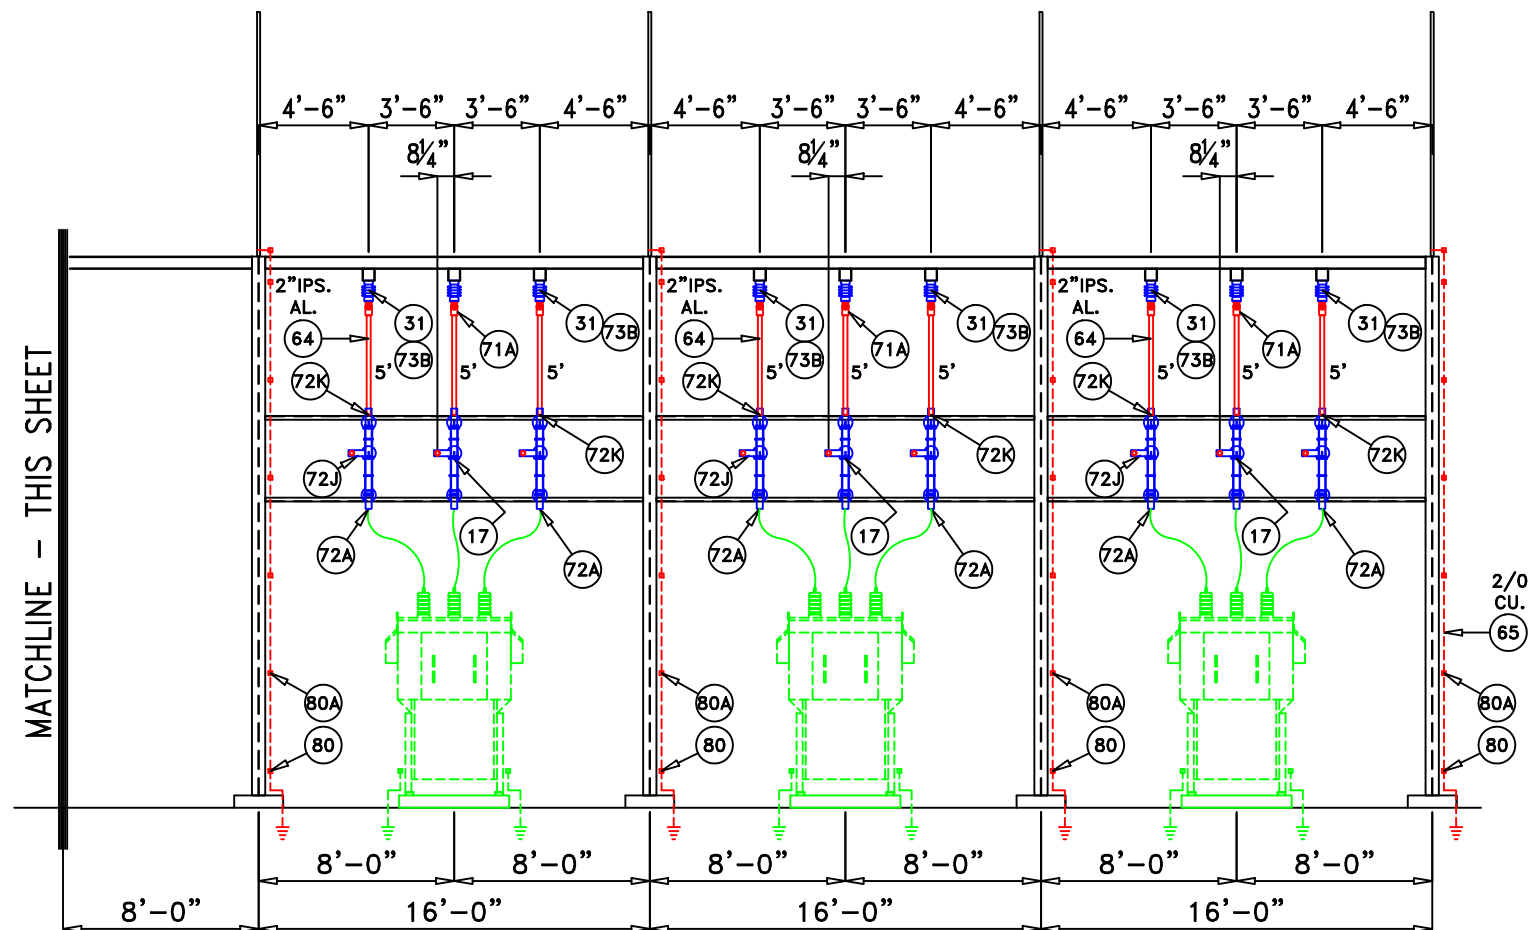 4'-6" 3'-6" 3'-6" 4'-6" 4'-6" 3'-6" 3'-6" 4'-6" 4'-6" 3'-6" 3'-6" 4'-6"
8¼" 8¼" 8¼"
2"IPS. 2"IPS. 2"IPS.
AL. AL. AL.
64 31 31 73B 64 31 31 73B 64 31 31 73B
73B 71A 73B 71A 73B 71A
5' 5' 5' 5' 5' 5'
72K 72K 72K
72K 72K 72K
72J 72J 72J
17 17 17
72A 72A 72A 72A 72A 72A
2/0
CU.
65
80A 80A 80A 80A
80 80 80 80
MATCHLINE - THIS SHEET
8'-0" 8'-0" 8'-0" 8'-0" 8'-0" 8'-0"
8'-0" 16'-0" 16'-0" 16'-0"